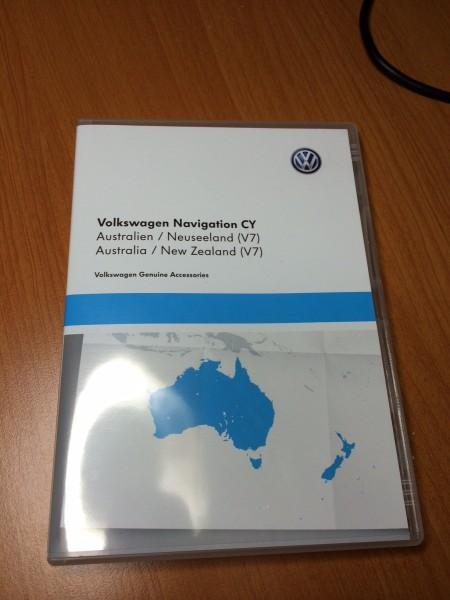 Volkswagen Navigation CY
Australien / Neuseeland (V7)
Australia / New Zealand (V7)
Volkswagen Genuine Accessories